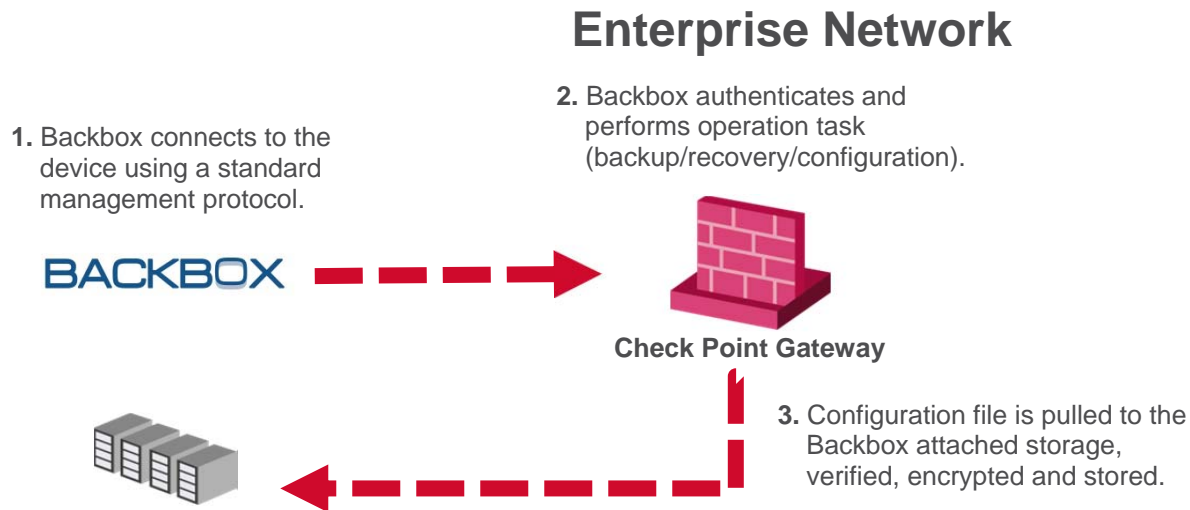 Enterprise Network
1. Backbox connects to the
device using a standard
management protocol.
2. Backbox authenticates and
performs operation task
(backup/recovery/configuration).
BACKBOX
Check Point Gateway
3. Configuration file is pulled to the
Backbox attached storage,
verified, encrypted and stored.